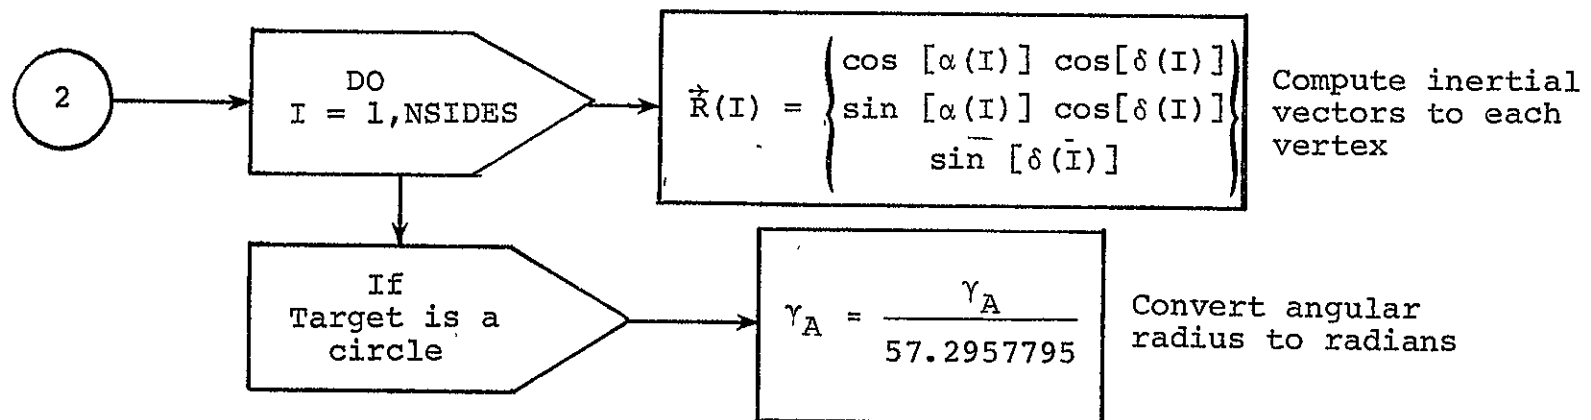 2
DO
I = 1,NSIDES
R⃗(I) = {cos [α(I)] cos[δ(I)]
sin [α(I)] cos[δ(I)]
sin [δ(I)]}
Compute inertial
vectors to each
vertex
If
Target is a
circle
γA = γA
57.2957795
Convert angular
radius to radians